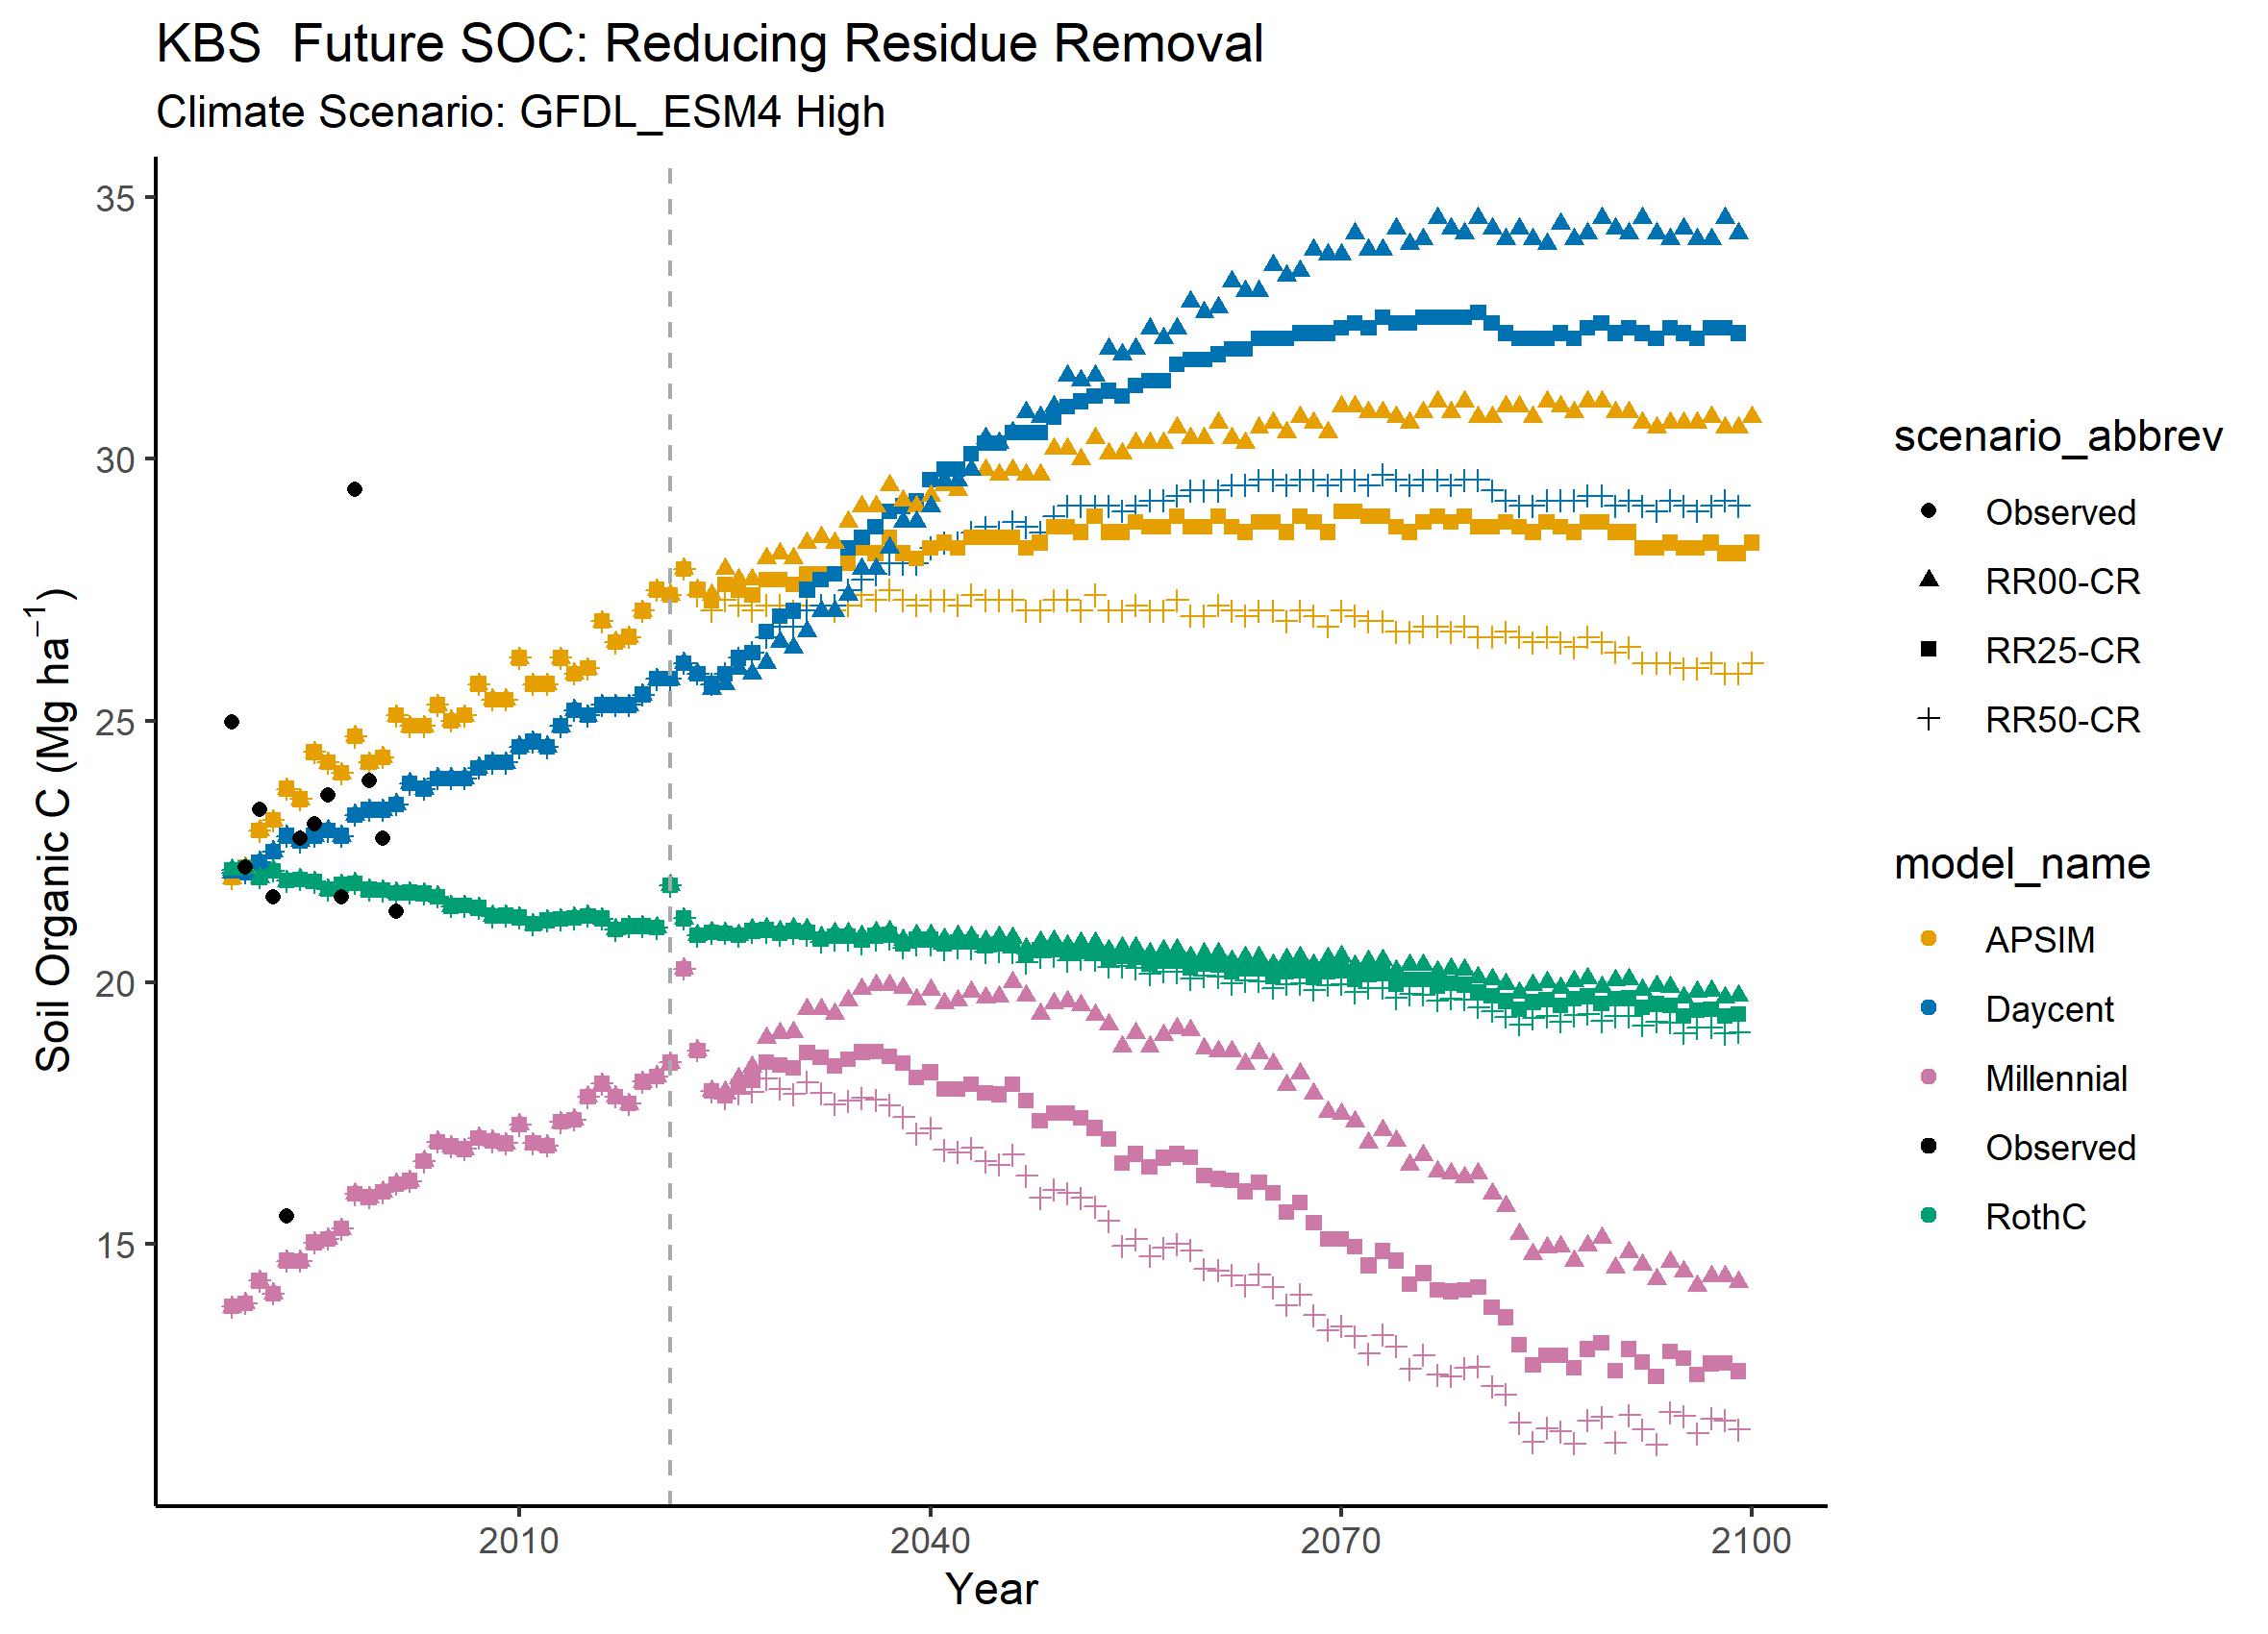 KBS  Future SOC: Reducing Residue Removal
Climate Scenario: GFDL_ESM4 High
Soil Organic C (Mg ha⁻¹)
35
30
25
20
15
2010
2040
2070
2100
Year
scenario_abbrev
Observed
RR00-CR
RR25-CR
RR50-CR
model_name
APSIM
Daycent
Millennial
Observed
RothC